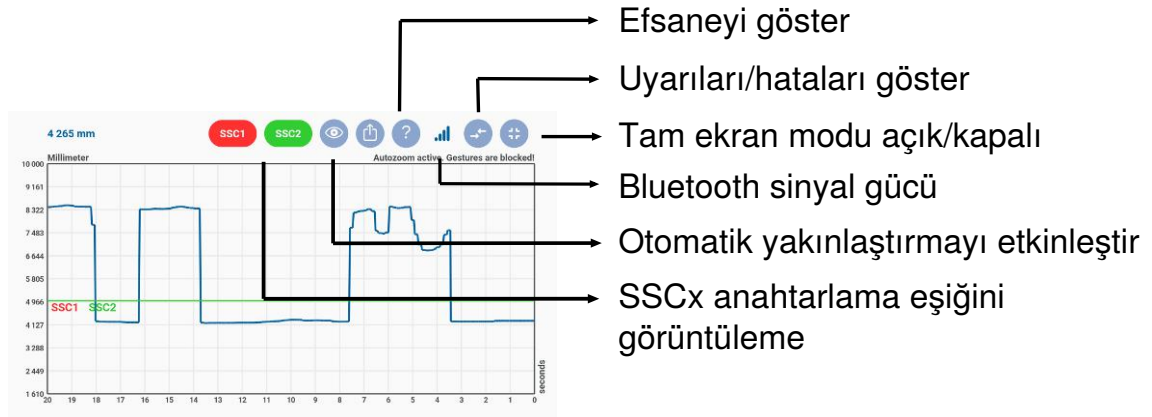 Efsaneyi göster
Uyarıları/hataları göster
4 265 mm
SSC1
SSC2
?
Tam ekran modu açık/kapalı
Millimeter
Autozoom active. Gestures are blocked!
Bluetooth sinyal gücü
Otomatik yakınlaştırmayı etkinleştir
SSCx anahtarlama eşiğini
görüntüleme
10 000
9 161
8 322
7 483
6 644
5 805
4 966
SSC1 SSC2
4 127
3 288
2 449
1 610
seconds
20 19 18 17 16 15 14 13 12 11 10 9 8 7 6 5 4 3 2 1 0